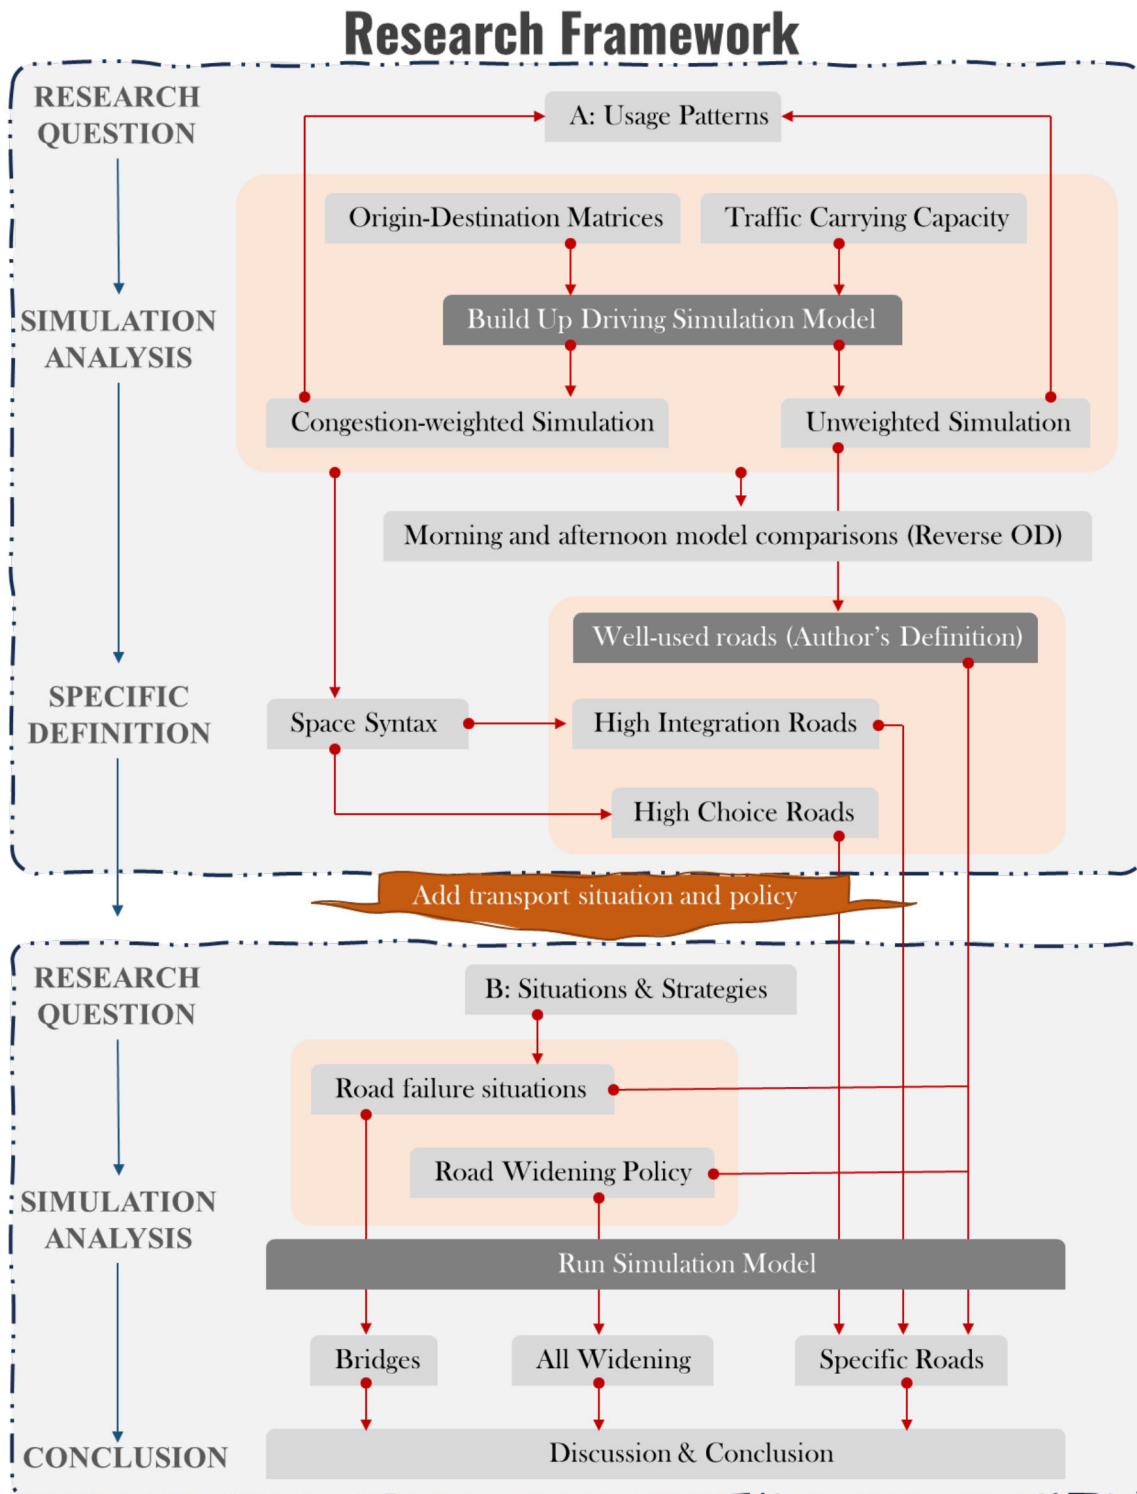 Research Framework
RESEARCH
QUESTION
A: Usage Patterns
Origin-Destination Matrices
Traffic Carrying Capacity
SIMULATION
ANALYSIS
Build Up Driving Simulation Model
Congestion-weighted Simulation
Unweighted Simulation
Morning and afternoon model comparisons (Reverse OD)
Well-used roads (Author's Definition)
SPECIFIC
DEFINITION
Space Syntax
High Integration Roads
High Choice Roads
Add transport situation and policy
RESEARCH
QUESTION
B: Situations & Strategies
Road failure situations
Road Widening Policy
SIMULATION
ANALYSIS
Run Simulation Model
Bridges
All Widening
Specific Roads
CONCLUSION
Discussion & Conclusion